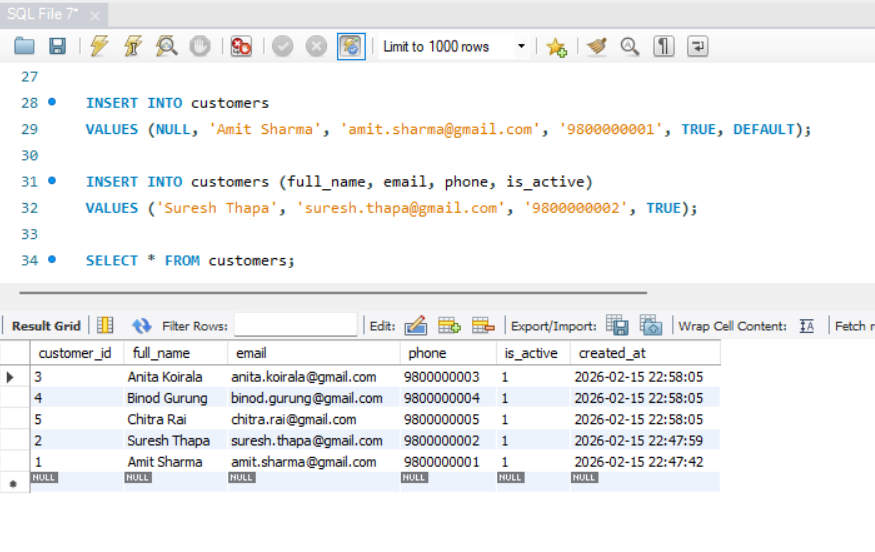 SQL File 7*
Limit to 1000 rows
27
28 INSERT INTO customers
29 VALUES (NULL, 'Amit Sharma', 'amit.sharma@gmail.com', '9800000001', TRUE, DEFAULT);
30
31 INSERT INTO customers (full_name, email, phone, is_active)
32 VALUES ('Suresh Thapa', 'suresh.thapa@gmail.com', '9800000002', TRUE);
33
34 SELECT * FROM customers;
Result Grid Filter Rows: Edit: Export/Import: Wrap Cell Content: IA Fetch r
customer_id full_name email phone is_active created_at
3 Anita Koirala anita.koirala@gmail.com 9800000003 1 2026-02-15 22:58:05
4 Binod Gurung binod.gurung@gmail.com 9800000004 1 2026-02-15 22:58:05
5 Chitra Rai chitra.rai@gmail.com 9800000005 1 2026-02-15 22:58:05
2 Suresh Thapa suresh.thapa@gmail.com 9800000002 1 2026-02-15 22:47:59
1 Amit Sharma amit.sharma@gmail.com 9800000001 1 2026-02-15 22:47:42
NULL NULL NULL NULL NULL NULL